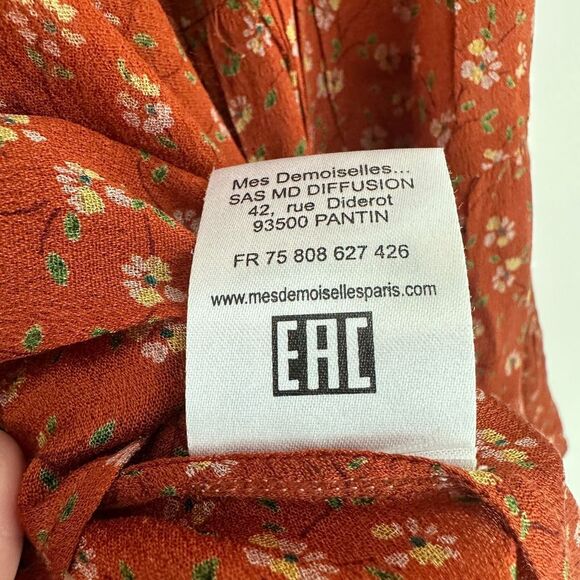 Mes Demoiselles...
SAS MD DIFFUSION
42, rue Diderot
93500 PANTIN
FR 75 808 627 426
www.mesdemoisellesparis.com
EAC